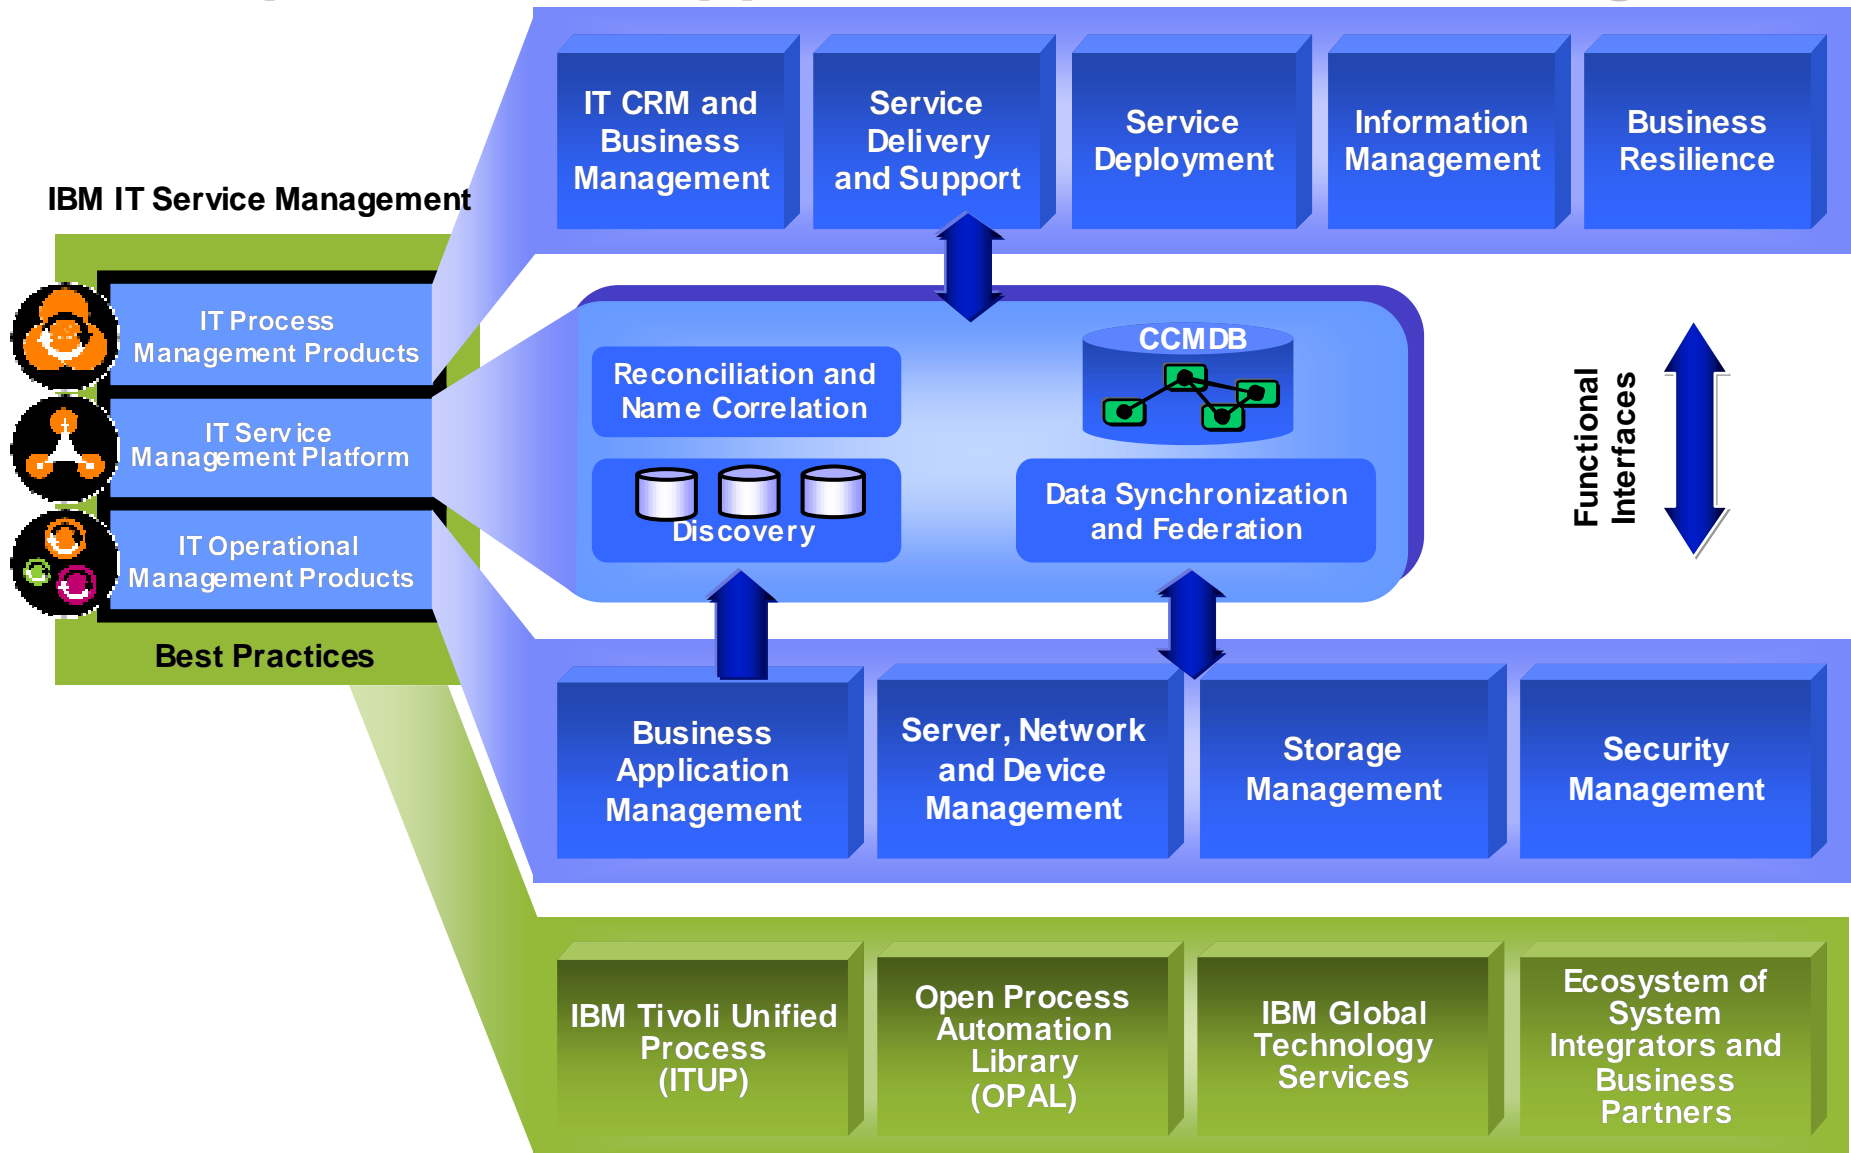 IBM IT Service Management
IT Process
Management Products
IT Service
Management Platform
IT Operational
Management Products
Best Practices
IT CRM and
Business
Management
Service
Delivery
and Support
Service
Deployment
Information
Management
Business
Resilience
Reconciliation and
Name Correlation
CCMDB
Discovery
Data Synchronization
and Federation
Functional
Interfaces
Business
Application
Management
Server, Network
and Device
Management
Storage
Management
Security
Management
IBM Tivoli Unified
Process
(ITUP)
Open Process
Automation
Library
(OPAL)
IBM Global
Technology
Services
Ecosystem of
System
Integrators and
Business
Partners